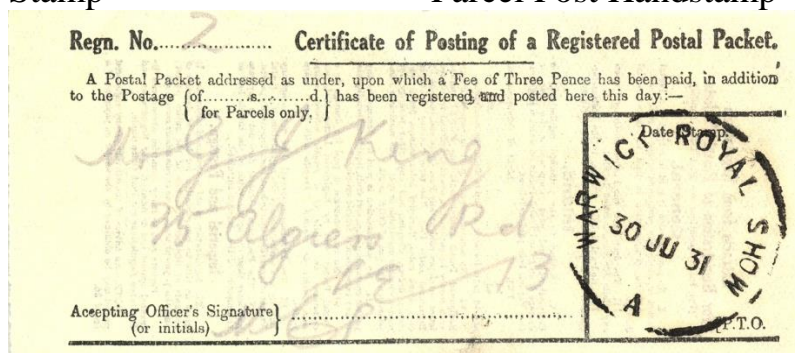 Stamp Parcel Post Handstamp
Regn. No. 2 Certificate of Posting of a Registered Postal Packet.
A Postal Packet addressed as under, upon which a Fee of Three Pence has been paid, in addition
to the Postage {of.........s.........d.} has been registered, and posted here this day:—
for Parcels only.
Date Stamp.
Mr G J King
WARWICK ROYAL SHOW
35 Algiers Rd
30 JU 31
SE 13
A
Accepting Officer's Signature
(or initials)
[P.T.O.